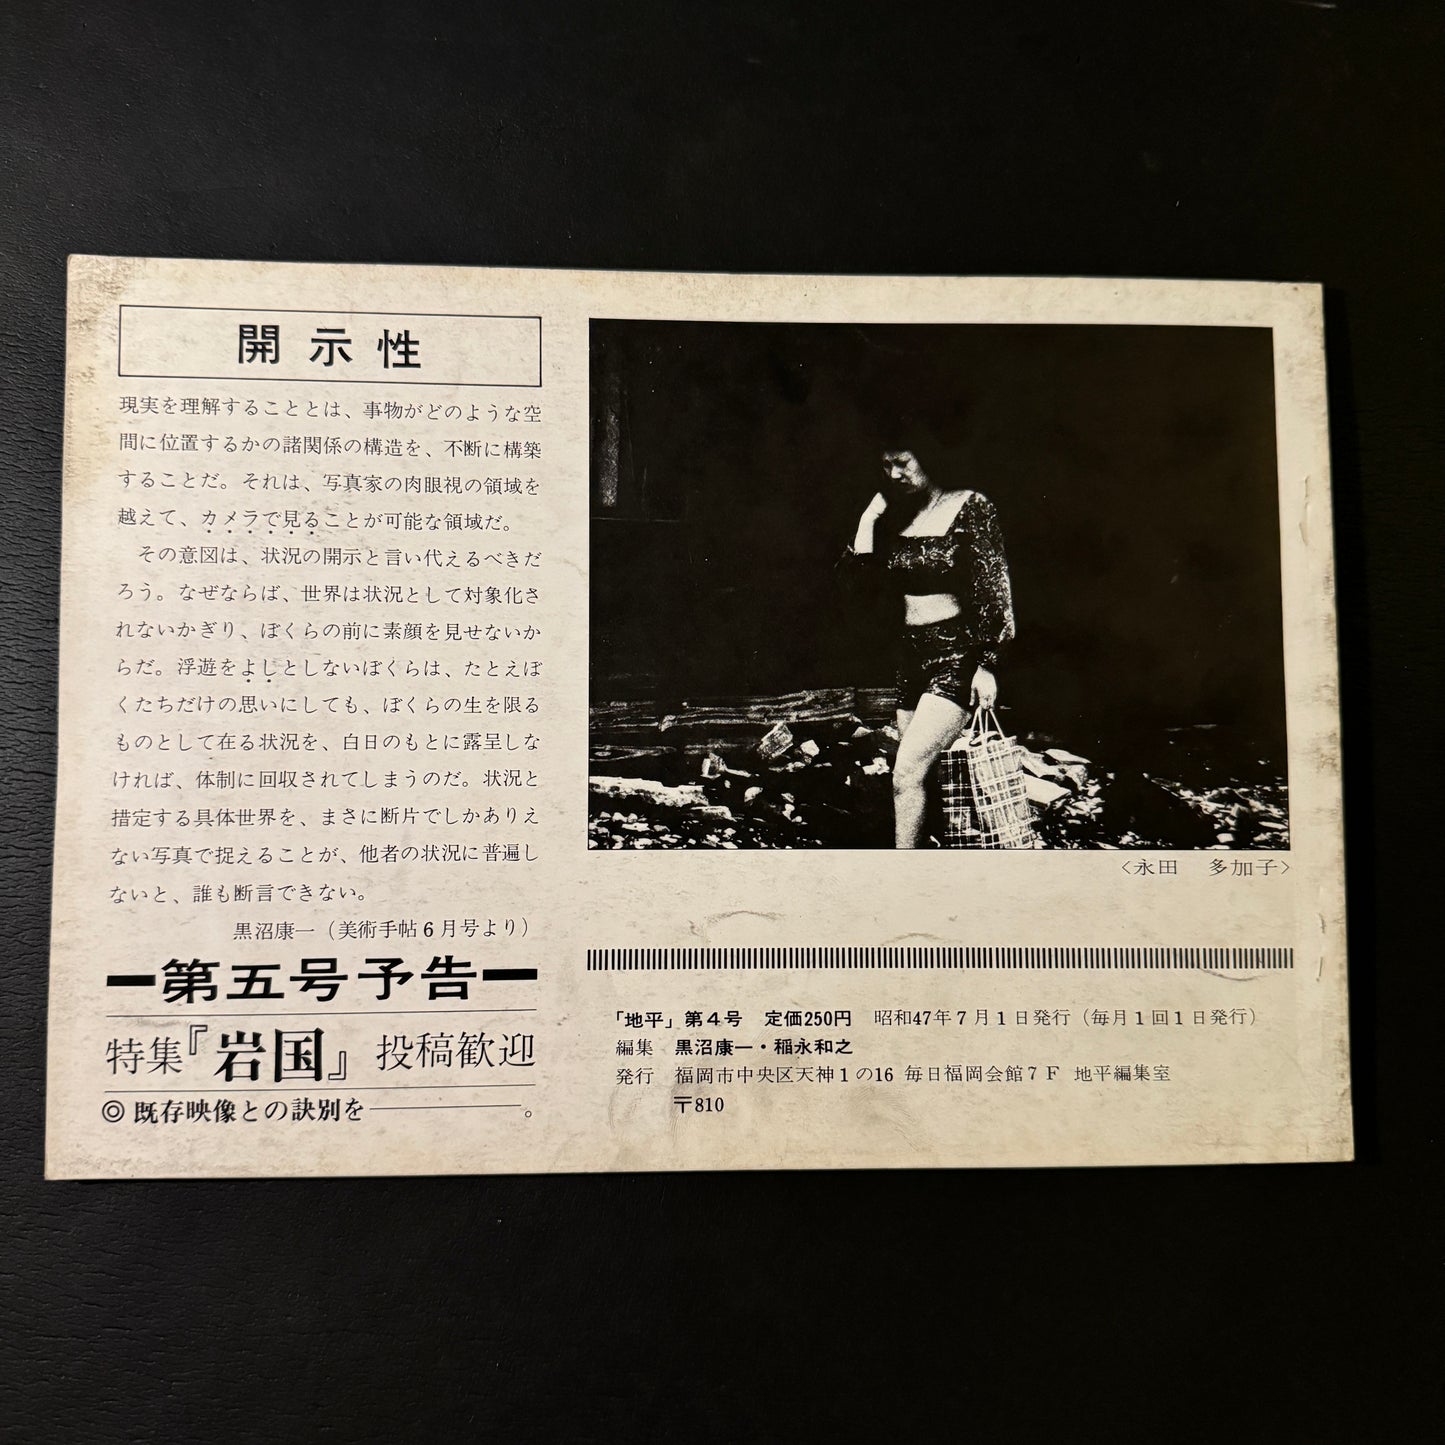 開示性
現実を理解することとは、事物がどのような空
間に位置するかの諸関係の構造を、不断に構築
することだ。それは、写真家の肉眼視の領域を
越えて、カメラで見ることが可能な領域だ。
その意図は、状況の開示と言い代えるべきだ
ろう。なぜならば、世界は状況として対象化さ
れないかぎり、ぼくらの前に素顔を見せないか
らだ。浮遊をよしとしないぼくらは、たとえぼ
くたちだけの思いにしても、ぼくらの生を限る
ものとして在る状況を、白日のもとに露呈しな
ければ、体制に回収されてしまうのだ。状況と
措定する具体世界を、まさに断片でしかありえ
ない写真で捉えることが、他者の状況に普遍し
ないと、誰も断言できない。
黒沼康一（美術手帖6月号より）
━第五号予告━
特集『岩国』投稿歓迎
◎既存映像との訣別を――――。
〈永田 多加子〉
「地平」第4号 定価250円 昭和47年7月1日発行（毎月1回1日発行）
編集 黒沼康一・稲永和之
発行 福岡市中央区天神1の16 毎日福岡会館7F 地平編集室
〒810